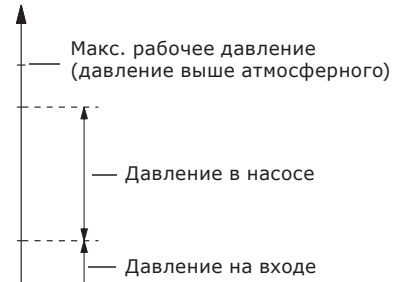 Макс. рабочее давление
(давление выше атмосферного)
Давление в насосе
Давление на входе